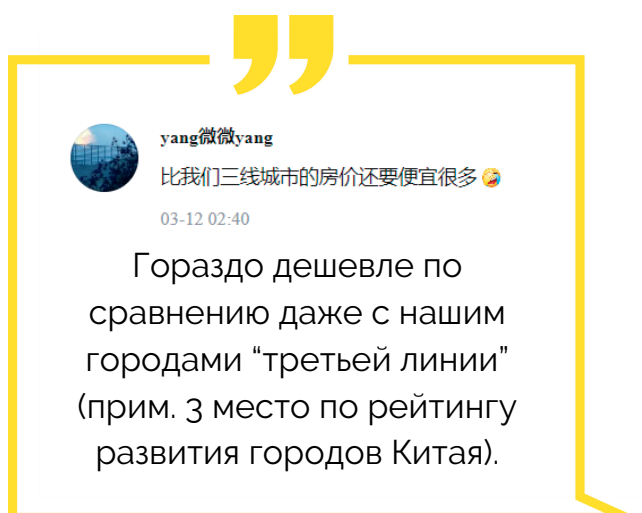 yang微微yang
比我们三线城市的房价还要便宜很多🤣
03-12 02:40
Гораздо дешевле по
сравнению даже с нашим
городами “третьей линии”
(прим. 3 место по рейтингу
развития городов Китая).